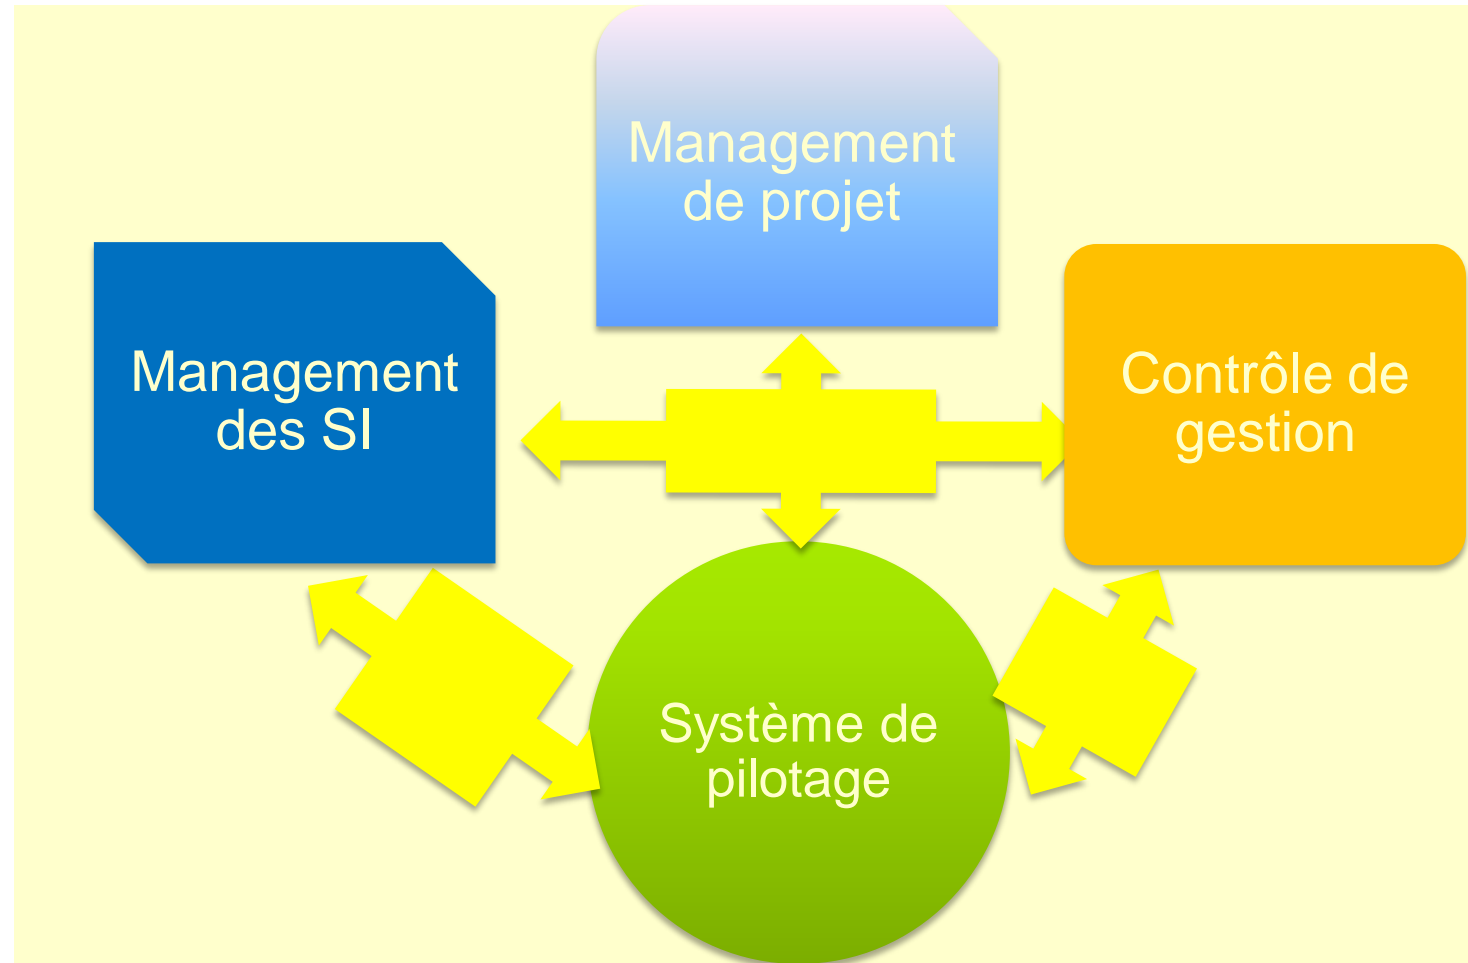 Management
de projet
Management
des SI
Contrôle de
gestion
Système de
pilotage